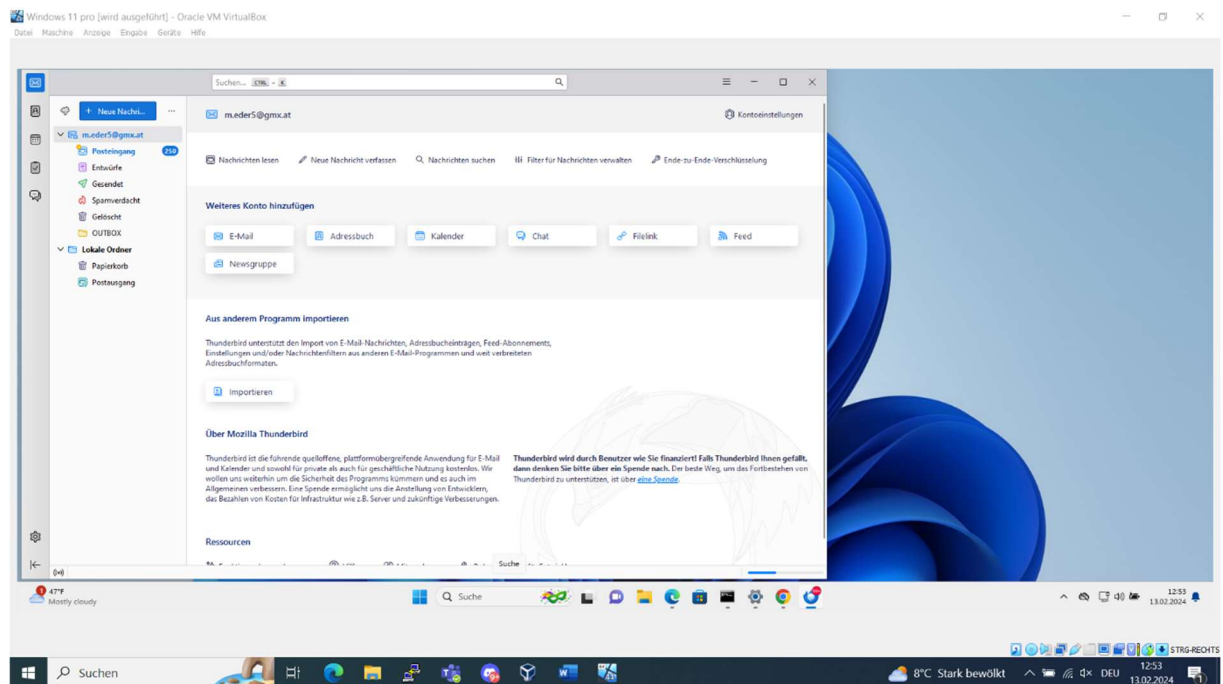 Windows 11 pro [wird ausgeführt] - Oracle VM VirtualBox
Datei Maschine Anzeige Eingabe Geräte Hilfe
Suchen... CTRL + K
+ Neue Nachri... ···
m.eder5@gmx.at
Kontoeinstellungen
m.eder5@gmx.at
Posteingang 250
Entwürfe
Gesendet
Spamverdacht
Gelöscht
OUTBOX
Lokale Ordner
Papierkorb
Postausgang
Nachrichten lesen Neue Nachricht verfassen Nachrichten suchen Filter für Nachrichten verwalten Ende-zu-Ende-Verschlüsselung
Weiteres Konto hinzufügen
E-Mail Adressbuch Kalender Chat Filelink Feed
Newsgruppe
Aus anderem Programm importieren
Thunderbird unterstützt den Import von E-Mail-Nachrichten, Adressbucheinträgen, Feed-
Abonnements,
Einstellungen und/oder Nachrichtenfiltern aus anderen E-Mail-Programmen und weit verbreiteten
Adressbuchformaten.
Importieren
Über Mozilla Thunderbird
Thunderbird ist die führende quelloffene, plattformübergreifende Anwendung für E-Mail
und Kalender und sowohl für private als auch für geschäftliche Nutzung kostenlos. Wir
wollen uns weiterhin um die Sicherheit des Programms kümmern und es auch im
Allgemeinen verbessern. Eine Spende ermöglicht uns die Anstellung von Entwicklern,
das Bezahlen von Kosten für Infrastruktur wie z.B. Server und zukünftige Verbesserungen.
Thunderbird wird durch Benutzer wie Sie finanziert! Falls Thunderbird Ihnen gefällt,
dann denken Sie bitte über ein Spende nach. Der beste Weg, um das Fortbestehen von
Thunderbird zu unterstützen, ist über eine Spende.
Ressourcen
Suche
47°F
Mostly cloudy
Suche
12:53
13.02.2024
STRG-RECHTS
Suchen
8°C Stark bewölkt
DEU
12:53
13.02.2024